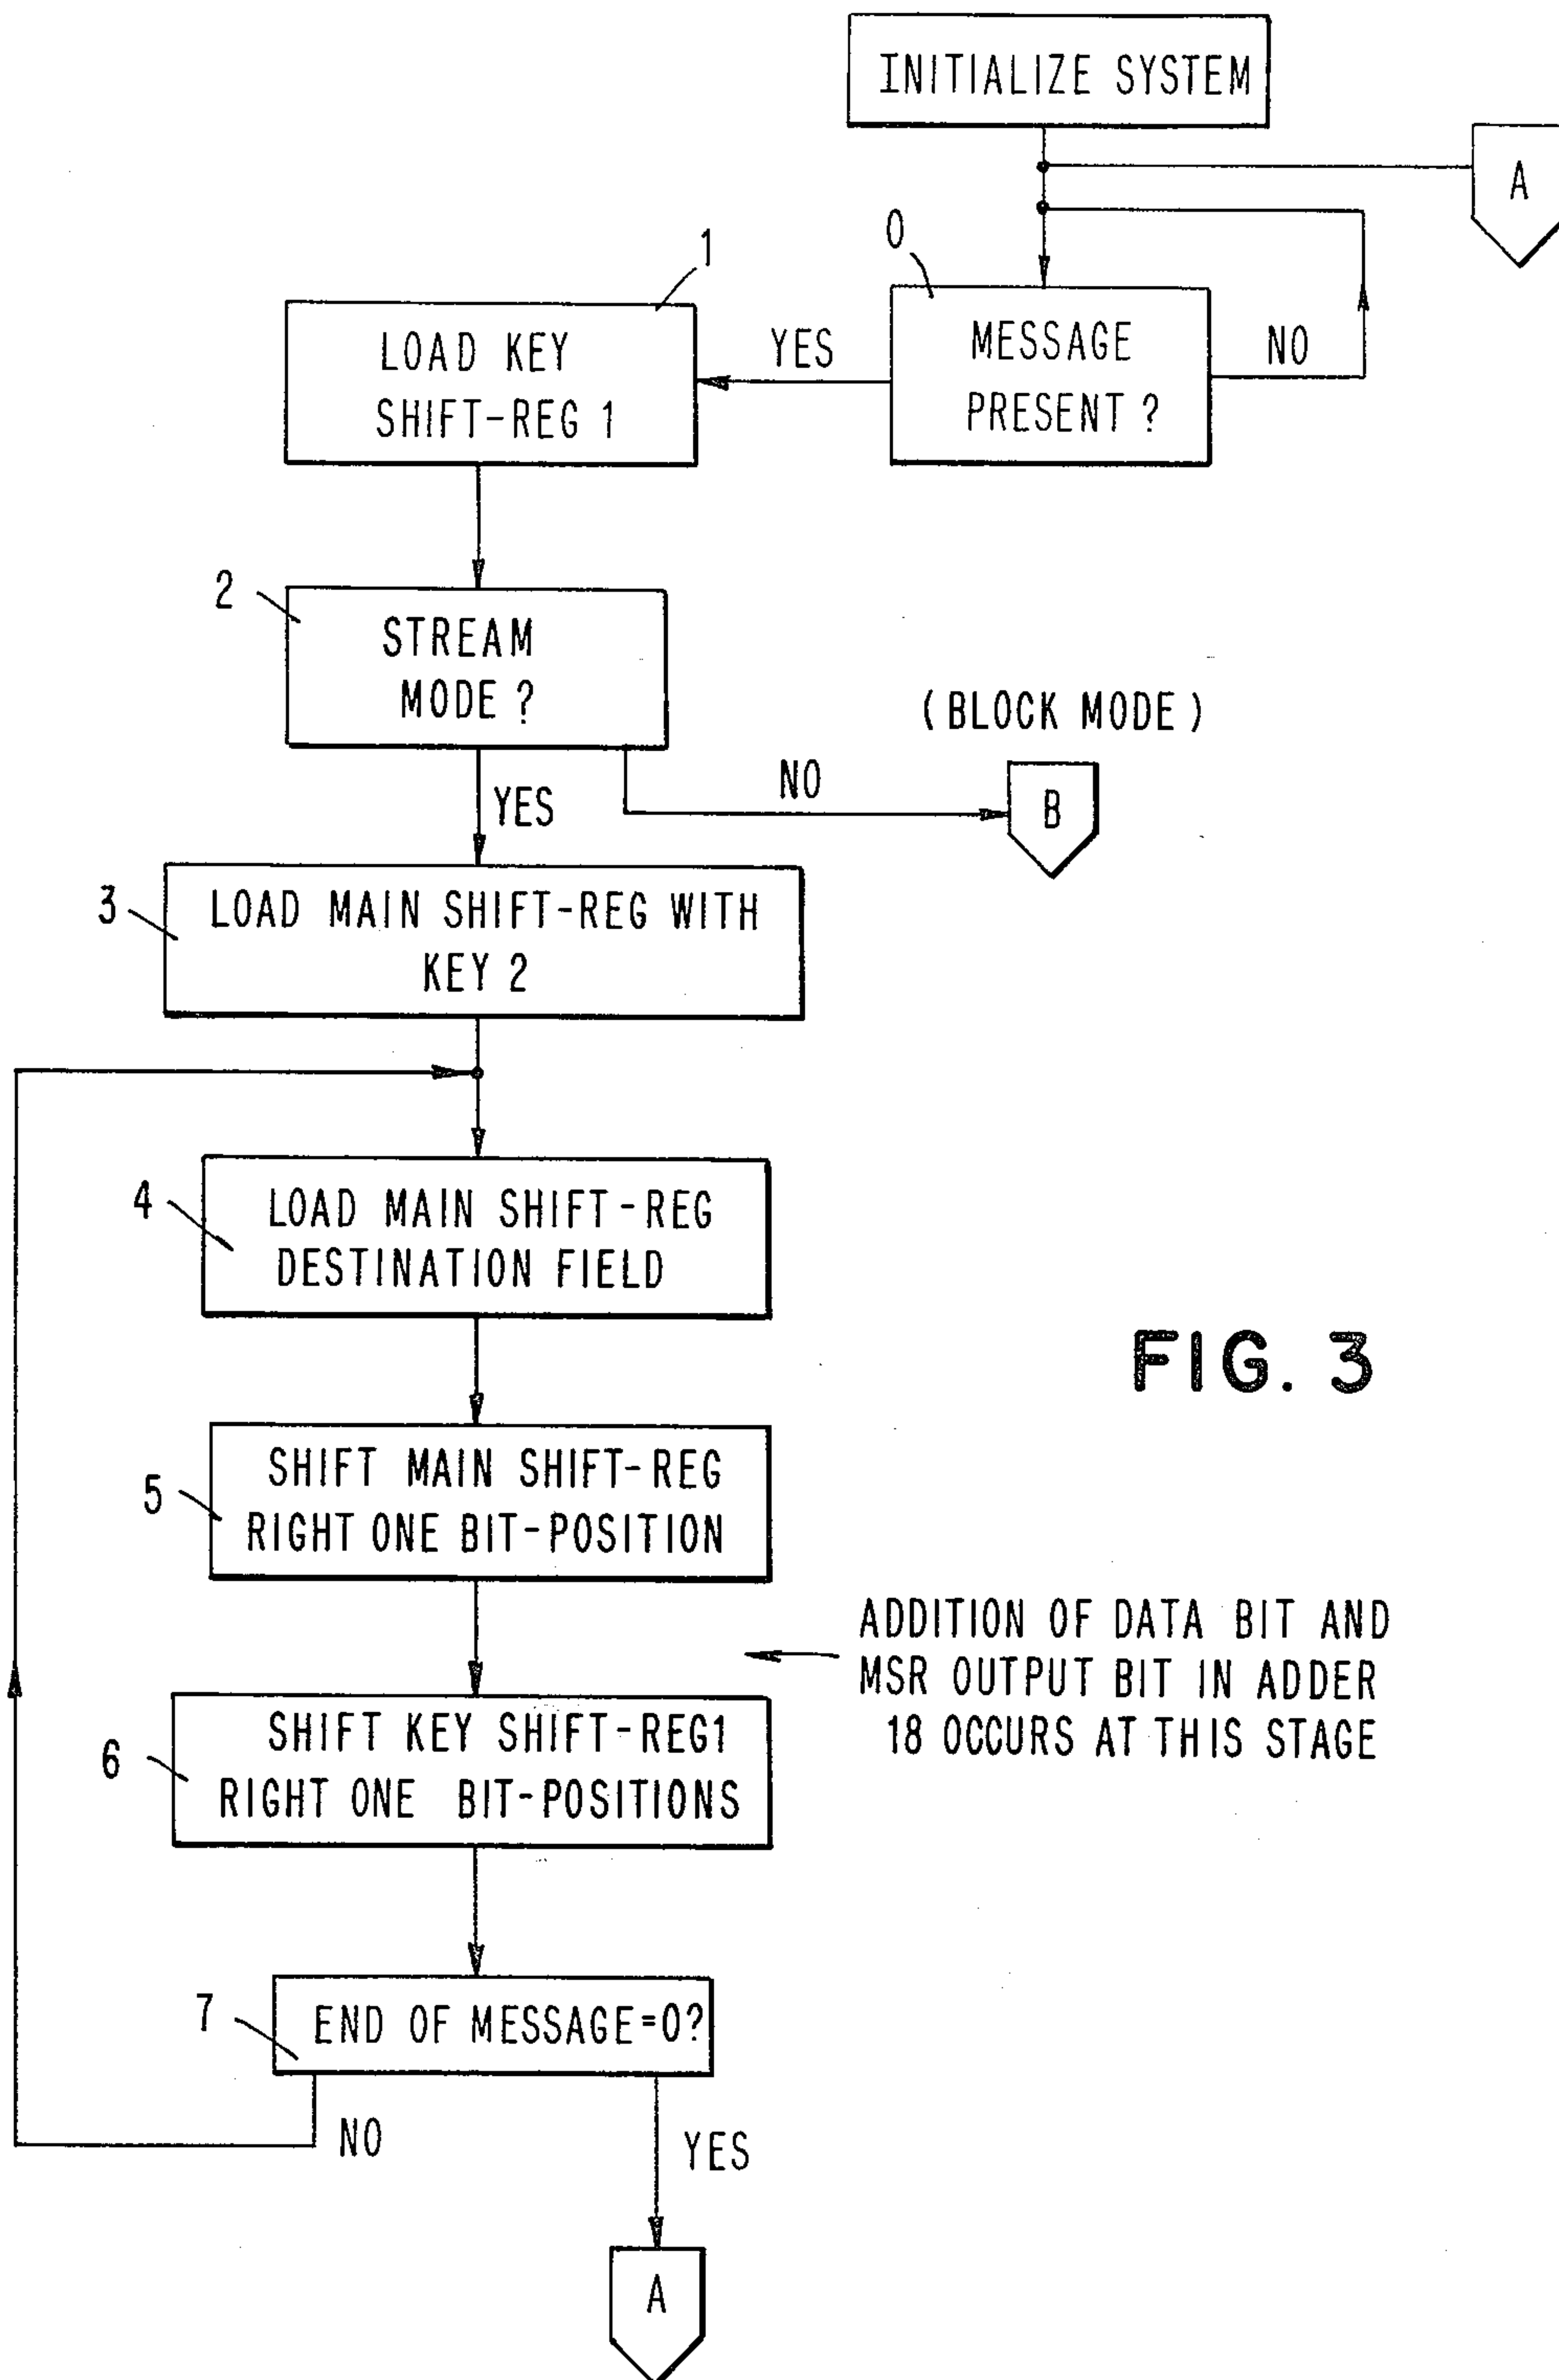 INITIALIZE SYSTEM
A
0
MESSAGE
PRESENT ?
NO
YES
1
LOAD KEY
SHIFT-REG 1
2
STREAM
MODE ?
(BLOCK MODE)
NO
B
YES
3
LOAD MAIN SHIFT-REG WITH
KEY 2
4
LOAD MAIN SHIFT-REG
DESTINATION FIELD
FIG. 3
5
SHIFT MAIN SHIFT-REG
RIGHT ONE BIT-POSITION
ADDITION OF DATA BIT AND
MSR OUTPUT BIT IN ADDER
18 OCCURS AT THIS STAGE
6
SHIFT KEY SHIFT-REG1
RIGHT ONE BIT-POSITIONS
7
END OF MESSAGE=0?
NO
YES
A